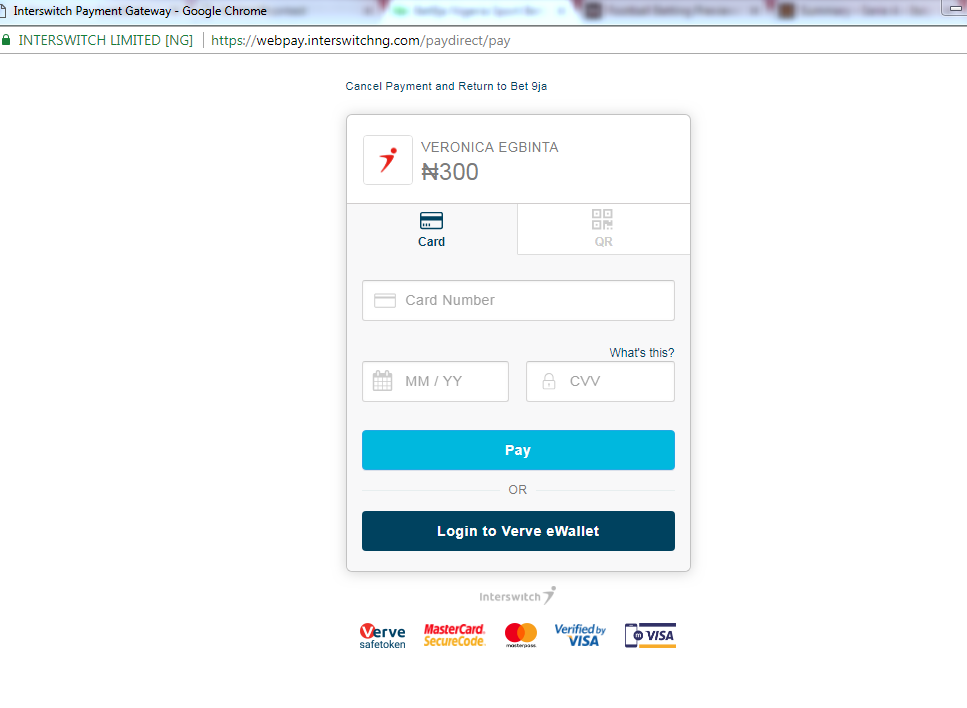 Interswitch Payment Gateway - Google Chrome
INTERSWITCH LIMITED [NG] https://webpay.interswitchng.com/paydirect/pay
Cancel Payment and Return to Bet 9ja
VERONICA EGBINTA
₦300
Card
QR
Card Number
What's this?
MM / YY
CVV
Pay
OR
Login to Verve eWallet
Interswitch
Verve
safetoken
MasterCard.
SecureCode.
masterpass
Verified by
VISA
m VISA